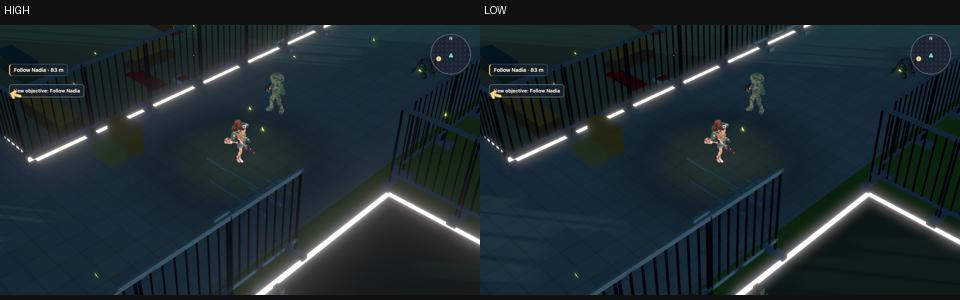 HIGH
LOW
N
N
Follow Nadia · 83 m
Follow Nadia · 83 m
New objective: Follow Nadia
New objective: Follow Nadia